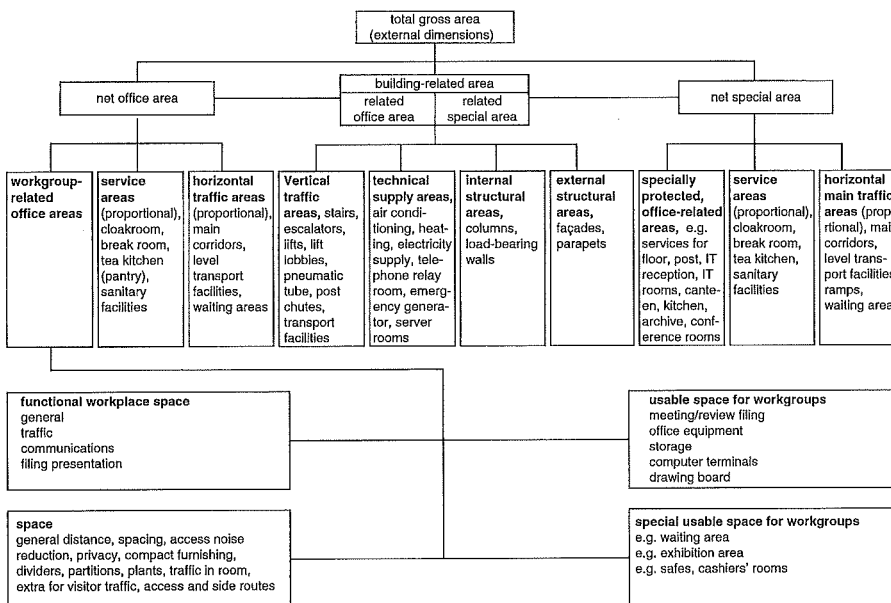 total gross area
(external dimensions)
building-related area
related
office area
related
special area
net office area
net special area
workgroup-
related
office areas
service
areas
(proportional),
cloakroom,
break room,
tea kitchen
(pantry),
sanitary
facilities
horizontal
traffic areas
(proportional),
main
corridors,
level
transport
facilities,
waiting areas
Vertical
traffic
areas, stairs,
escalators,
lifts, lift
lobbies,
pneumatic
tube, post
chutes,
transport
facilities
technical
supply areas,
air condi-
tioning, heat-
ing, electricity
supply, tele-
phone relay
room, emerg-
ency genera-
tor, server
rooms
internal
structural
areas,
columns,
load-bearing
walls
external
structural
areas,
façades,
parapets
specially
protected,
office-related
areas, e.g.
services for
floor, post, IT
reception, IT
rooms, cante-
en, kitchen,
archive, conf-
erence rooms
service
areas
(proportional),
cloakroom,
break room,
tea kitchen,
sanitary
facilities
horizontal
main traffic
areas (propo
rtional), main
corridors,
level trans-
port facilities
ramps,
waiting area
functional workplace space
general
traffic
communications
filing presentation
usable space for workgroups
meeting/review filing
office equipment
storage
computer terminals
drawing board
space
general distance, spacing, access noise
reduction, privacy, compact furnishing,
dividers, partitions, plants, traffic in room,
extra for visitor traffic, access and side routes
special usable space for workgroups
e.g. waiting area
e.g. exhibition area
e.g. safes, cashiers' rooms